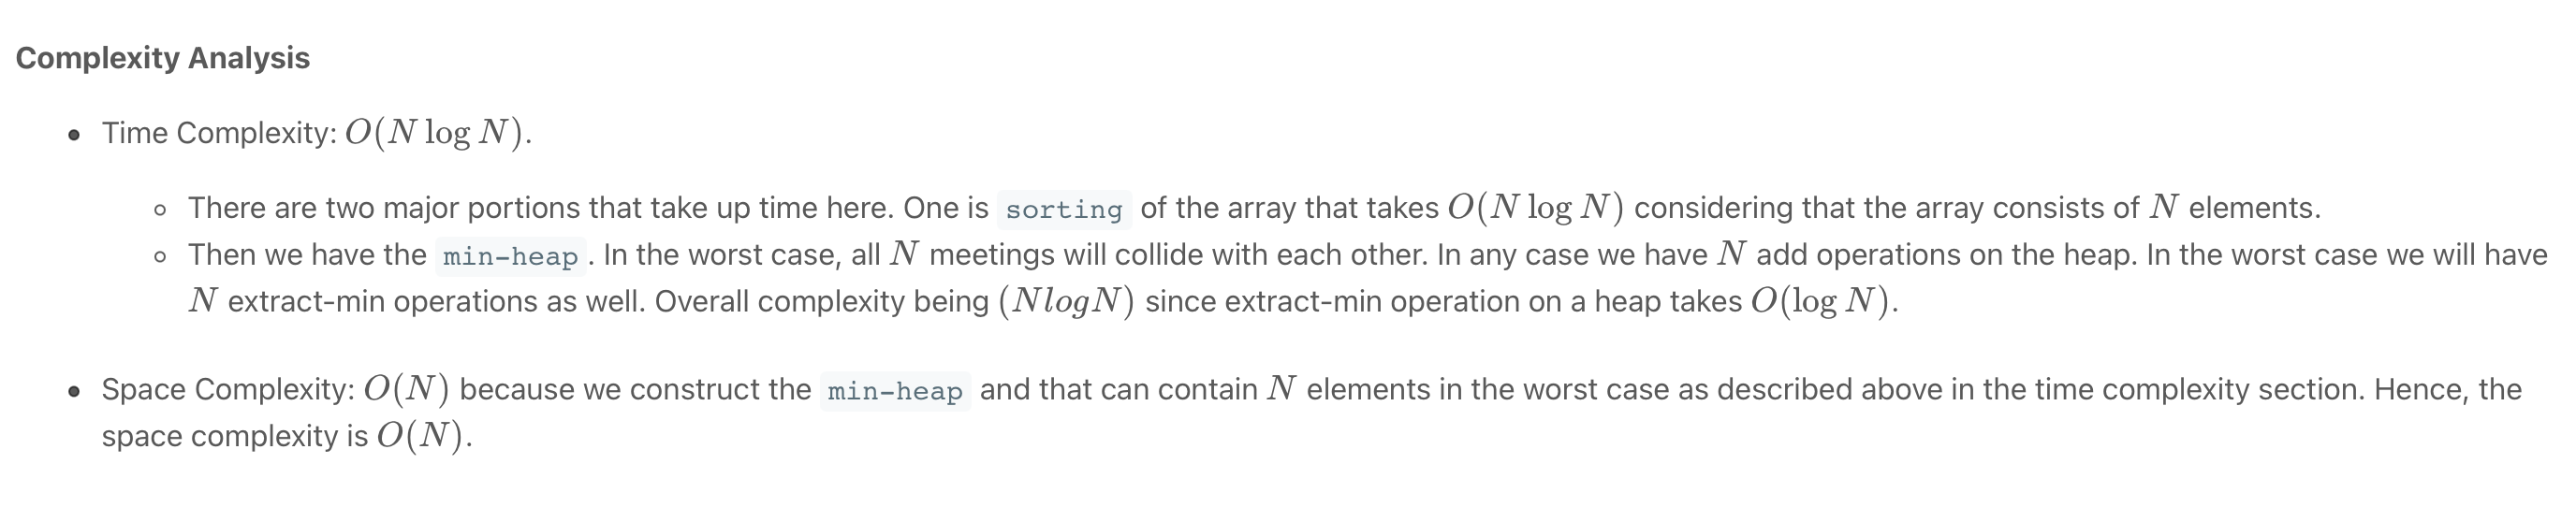 Complexity Analysis
• Time Complexity: O(N log N).
◦ There are two major portions that take up time here. One is sorting of the array that takes O(N log N) considering that the array consists of N elements.
◦ Then we have the min-heap. In the worst case, all N meetings will collide with each other. In any case we have N add operations on the heap. In the worst case we will have
N extract-min operations as well. Overall complexity being (NlogN) since extract-min operation on a heap takes O(log N).
• Space Complexity: O(N) because we construct the min-heap and that can contain N elements in the worst case as described above in the time complexity section. Hence, the
space complexity is O(N).